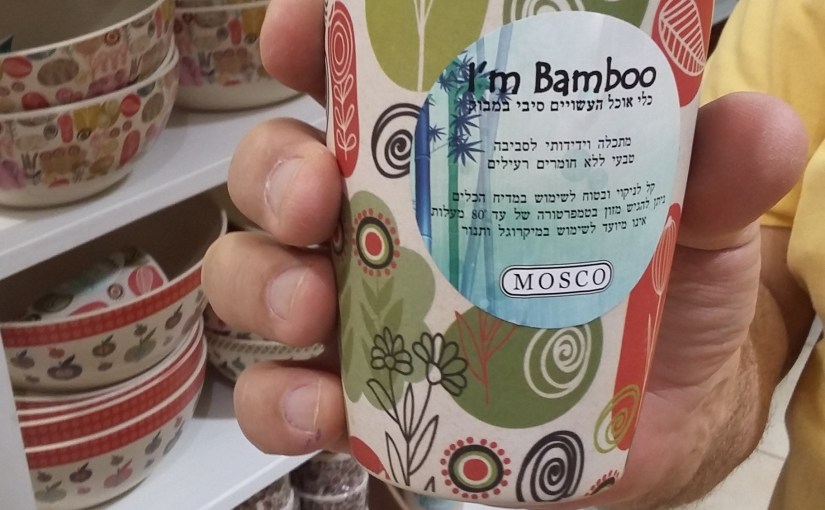 I'm Bamboo
כלי אוכל העשויים סיבי במבוק
מתכלה וידידותי לסביבה
טבעי ללא חומרים רעילים
קל לניקוי ובטוח לשימוש במדיח הכלים
ניתן להגיש מזון בטמפרטורה של עד 80° מעלות
אינו מיועד לשימוש במיקרוגל ותנור
MOSCO